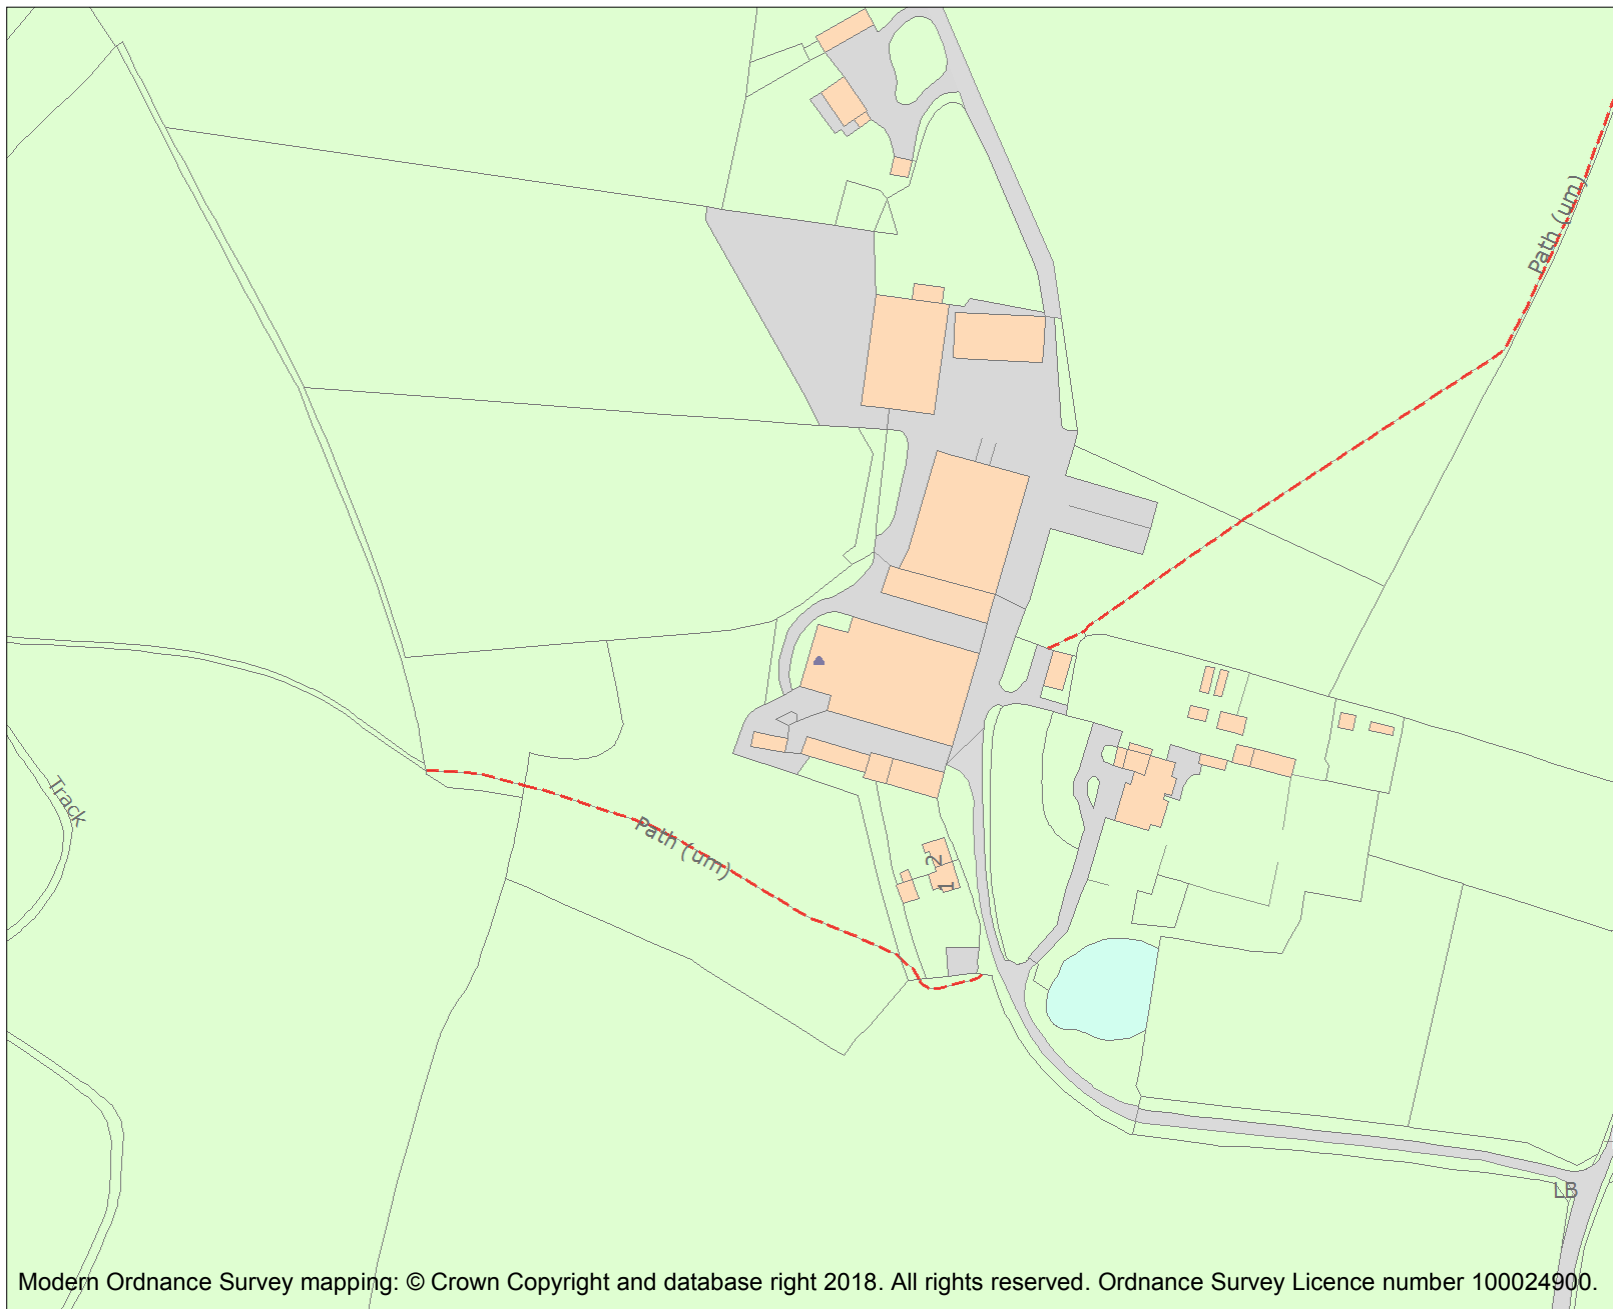 Path (um)
Track
Path (um)
2
1
LB
Modern Ordnance Survey mapping: © Crown Copyright and database right 2018. All rights reserved. Ordnance Survey Licence number 100024900.